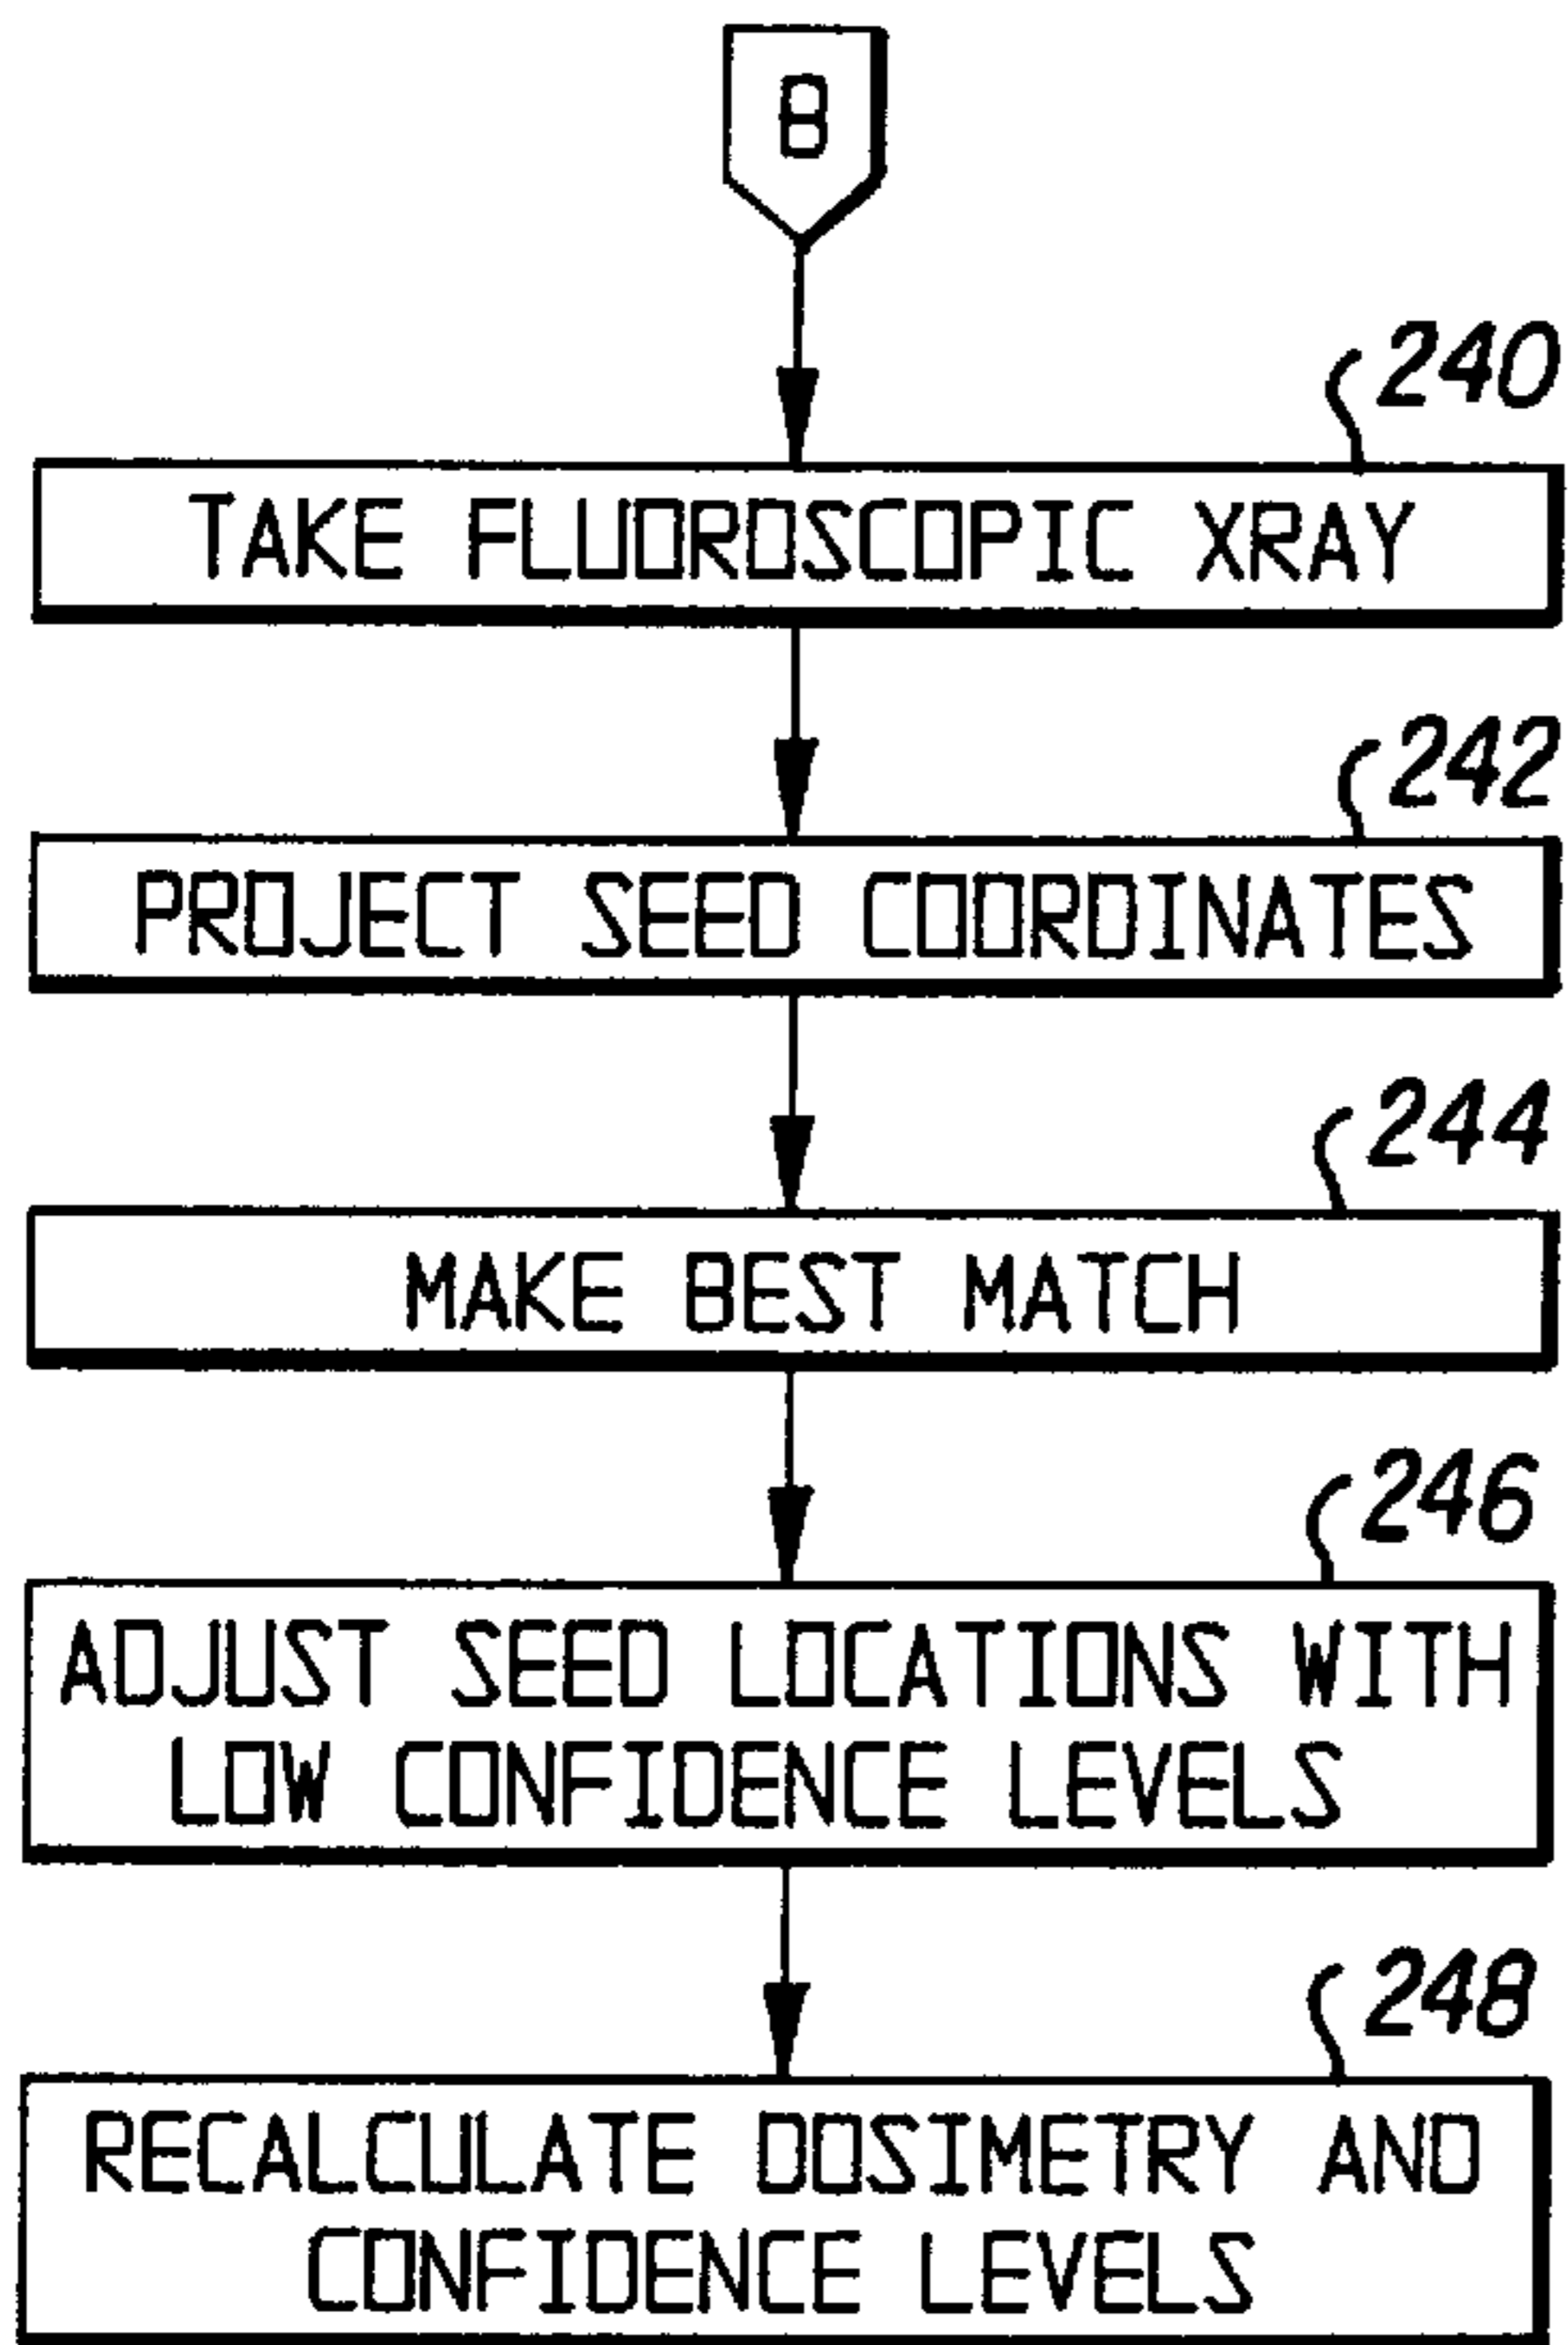 B
240
TAKE FLUOROSCOPIC XRAY
242
PROJECT SEED COORDINATES
244
MAKE BEST MATCH
246
ADJUST SEED LOCATIONS WITH
LOW CONFIDENCE LEVELS
248
RECALCULATE DOSIMETRY AND
CONFIDENCE LEVELS